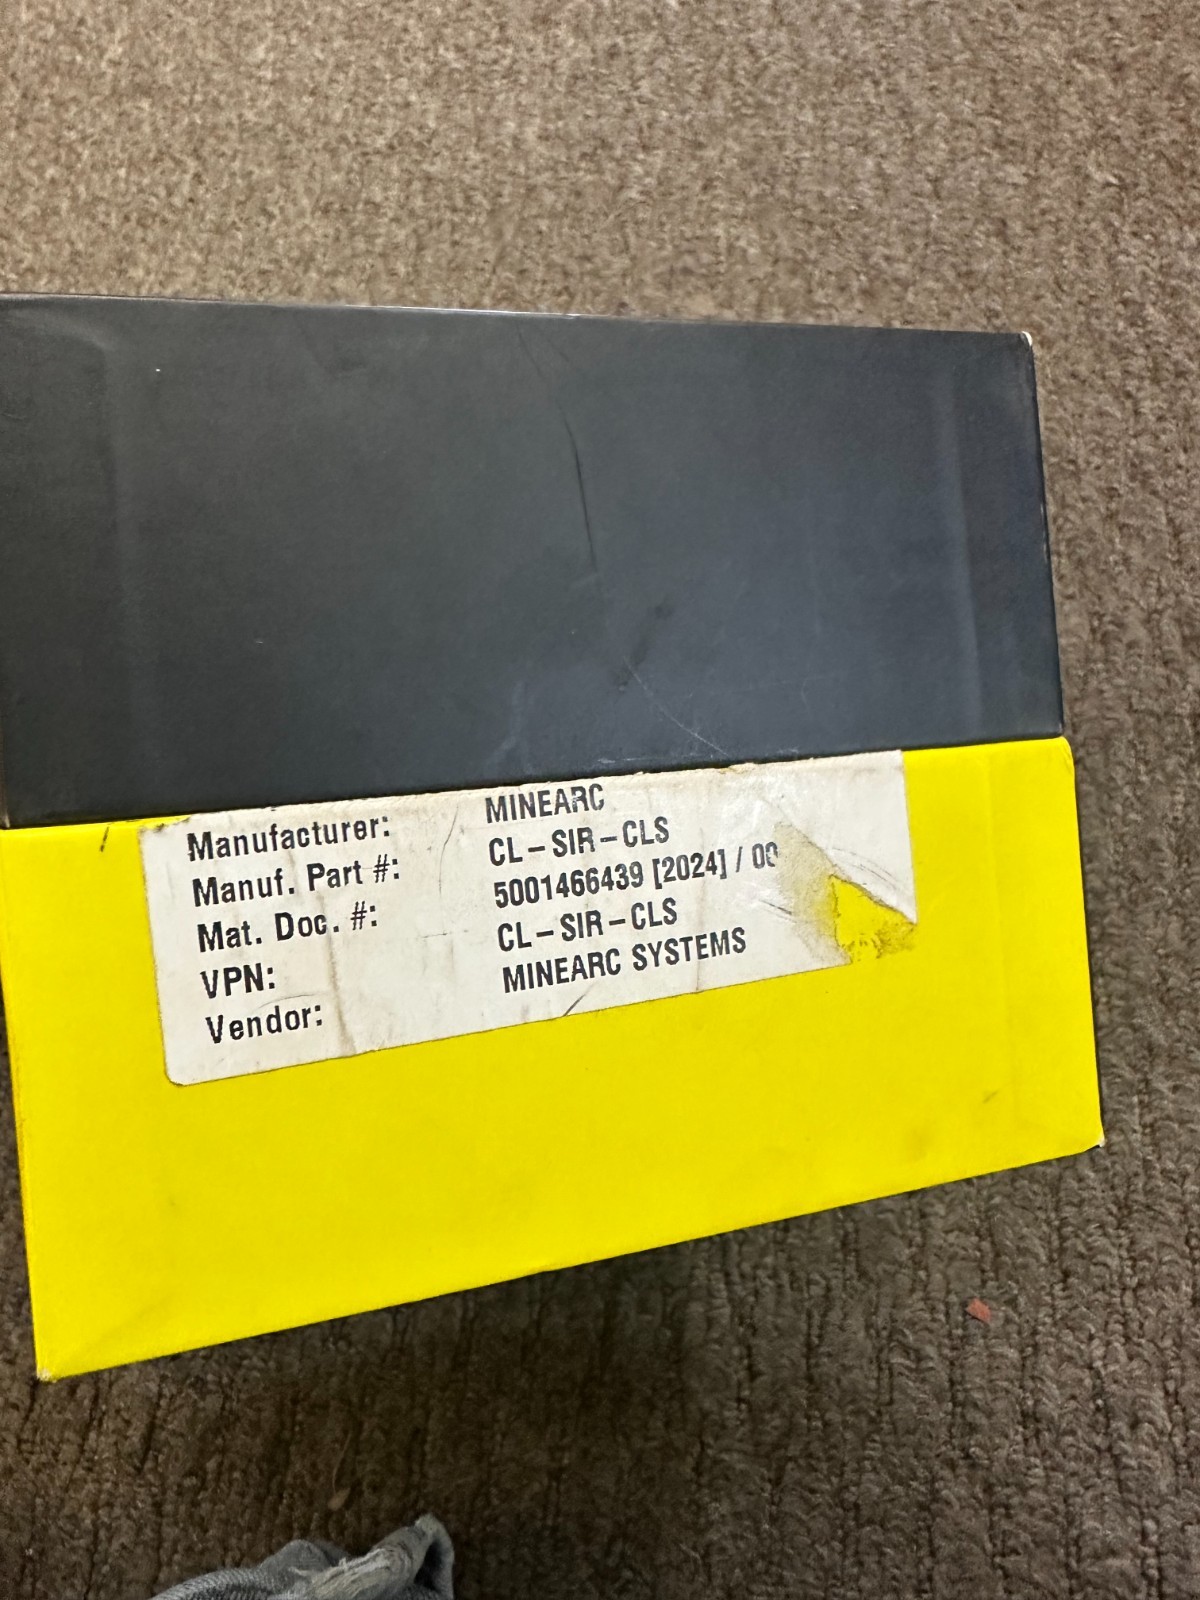 Manufacturer: MINEARC
Manuf. Part #: CL-SIR-CLS
Mat. Doc. #: 5001466439 [2024] / 00
VPN: CL-SIR-CLS
Vendor: MINEARC SYSTEMS